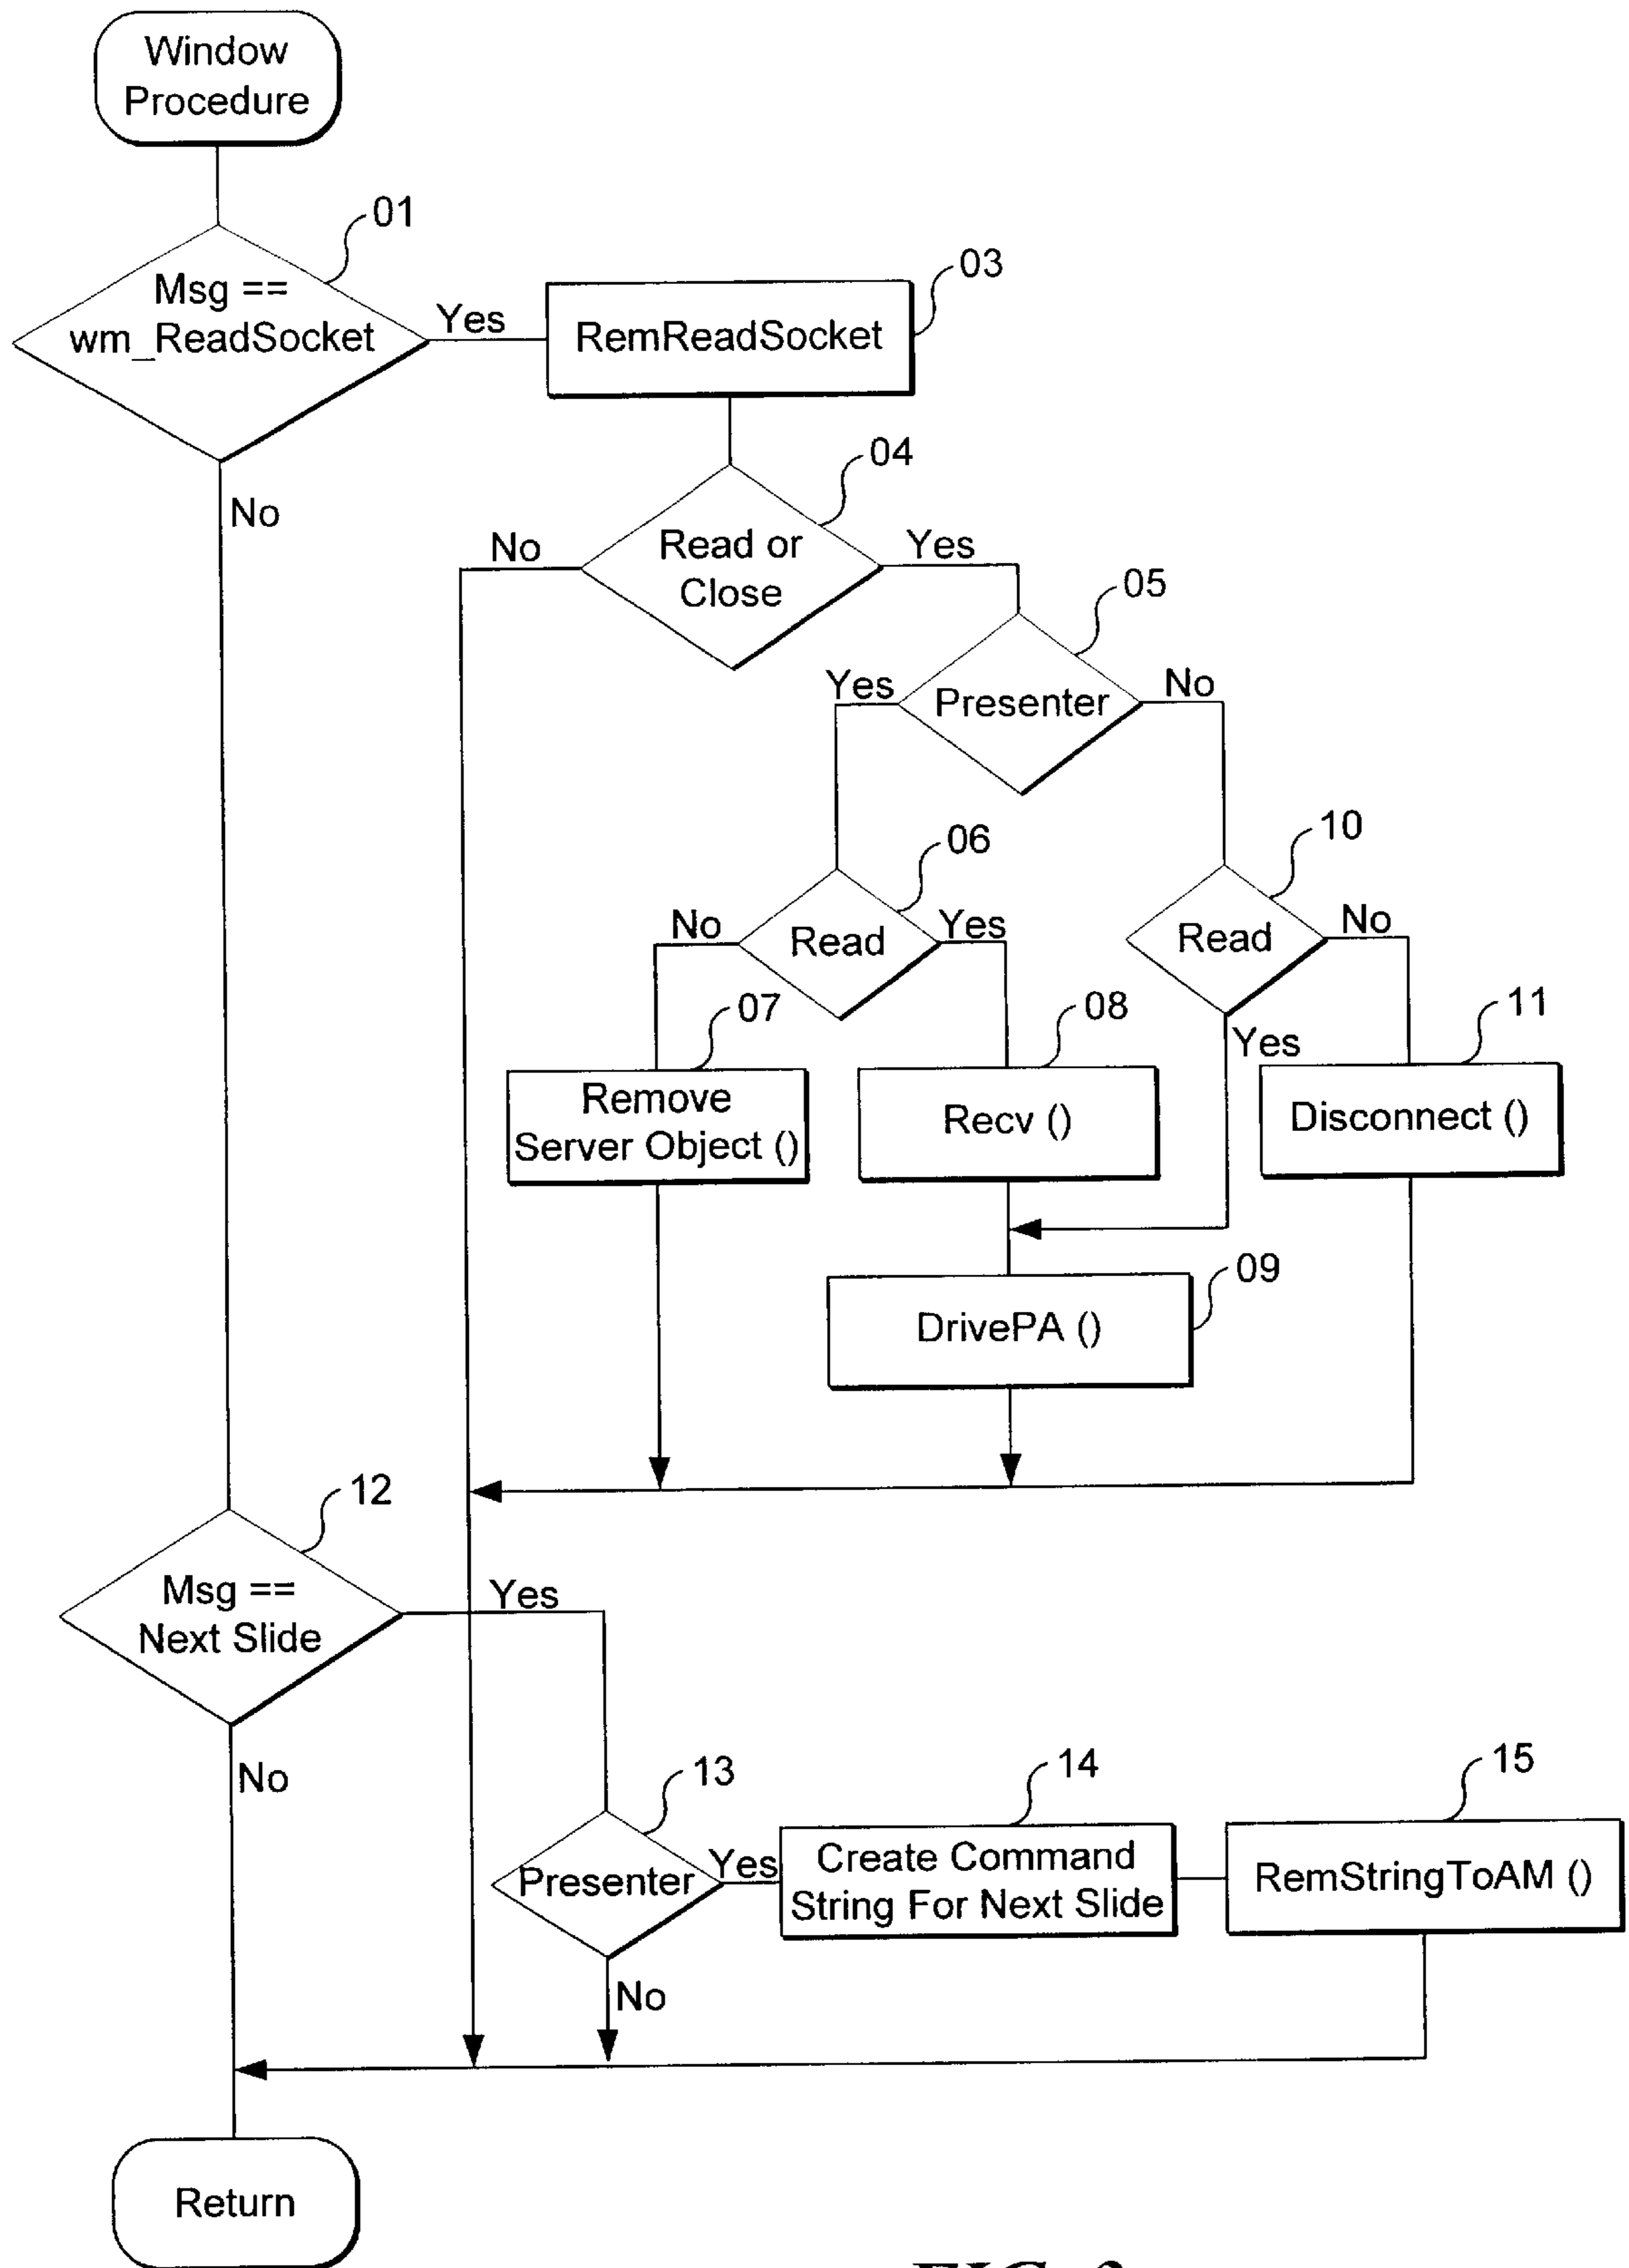 Window
Procedure
01
Msg ==
wm_ReadSocket
Yes
RemReadSocket
03
No
04
Read or
Close
No
Yes
05
Presenter
Yes
No
06
Read
No
Yes
10
Read
No
Yes
07
Remove
Server Object ()
08
Recv ()
11
Disconnect ()
09
DrivePA ()
12
Msg ==
Next Slide
Yes
No
13
Presenter
Yes
No
14
Create Command
String For Next Slide
15
RemStringToAM ()
Return